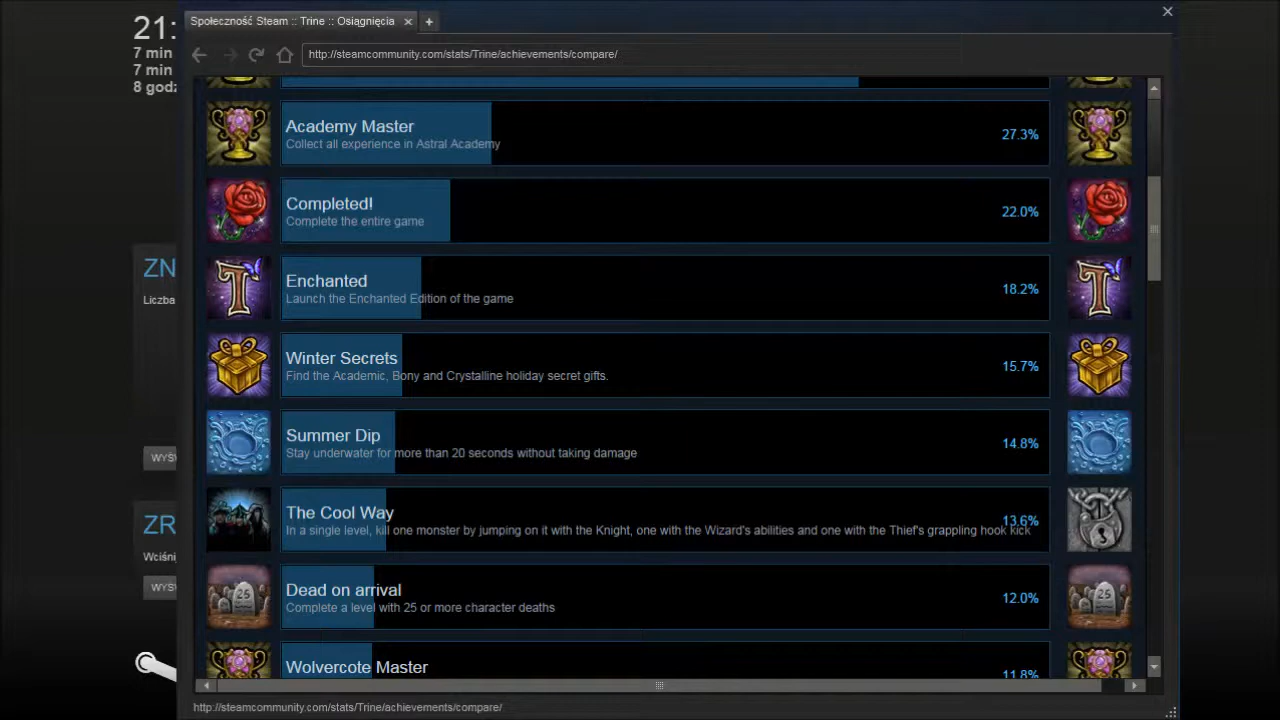 Społeczność Steam :: Trine :: Osiągnięcia
http://steamcommunity.com/stats/Trine/achievements/compare/
21:
7 min
7 min
8 godz
Academy Master
Collect all experience in Astral Academy
27.3%
Completed!
Complete the entire game
22.0%
ZN
Liczba
Enchanted
Launch the Enchanted Edition of the game
18.2%
Winter Secrets
Find the Academic, Bony and Crystalline holiday secret gifts.
15.7%
Summer Dip
Stay underwater for more than 20 seconds without taking damage
14.8%
WYŚW
The Cool Way
In a single level, kill one monster by jumping on it with the Knight, one with the Wizard's abilities and one with the Thief's grappling hook kick
13.6%
ZR
Wciśnij
WYŚW
Dead on arrival
Complete a level with 25 or more character deaths
12.0%
25
25
Wolvercote Master
11.8%
http://steamcommunity.com/stats/Trine/achievements/compare/